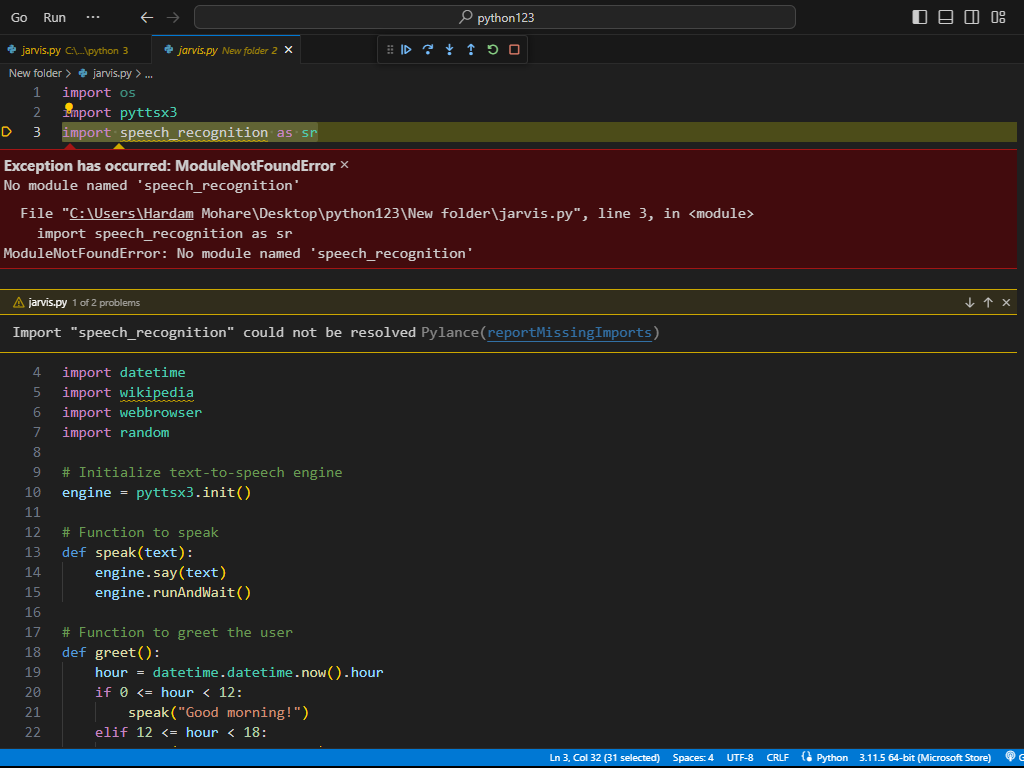 Go Run ··· python123
jarvis.py C:\...\python 3 jarvis.py New folder 2
New folder > jarvis.py > ...
1 import os
2 import pyttsx3
3 import speech_recognition as sr
Exception has occurred: ModuleNotFoundError
No module named 'speech_recognition'
File "C:\Users\Hardam Mohare\Desktop\python123\New folder\jarvis.py", line 3, in <module>
import speech_recognition as sr
ModuleNotFoundError: No module named 'speech_recognition'
jarvis.py 1 of 2 problems
Import "speech_recognition" could not be resolved Pylance(reportMissingImports)
4 import datetime
5 import wikipedia
6 import webbrowser
7 import random
8
9 # Initialize text-to-speech engine
10 engine = pyttsx3.init()
11
12 # Function to speak
13 def speak(text):
14 engine.say(text)
15 engine.runAndWait()
16
17 # Function to greet the user
18 def greet():
19 hour = datetime.datetime.now().hour
20 if 0 <= hour < 12:
21 speak("Good morning!")
22 elif 12 <= hour < 18:
Ln 3, Col 32 (31 selected) Spaces: 4 UTF-8 CRLF Python 3.11.5 64-bit (Microsoft Store)